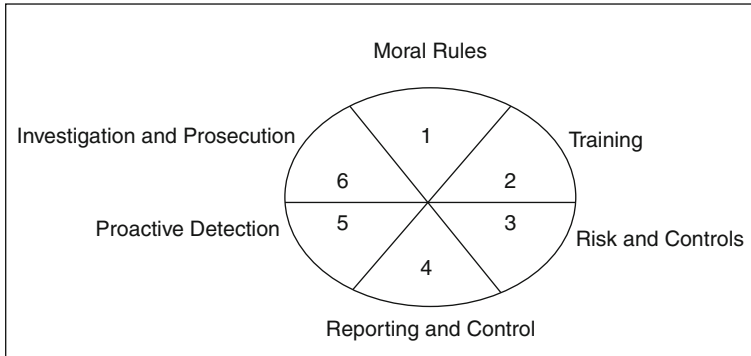 Moral Rules
Investigation and Prosecution
1
Training
6
2
Proactive Detection
5
3
Risk and Controls
4
Reporting and Control